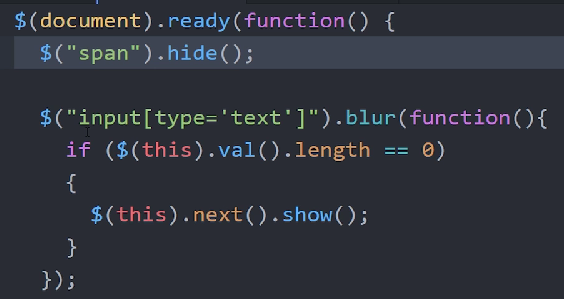 $(document).ready(function() {
$("span").hide();
$("input[type='text']").blur(function(){
if ($(this).val().length == 0)
{
$(this).next().show();
}
});